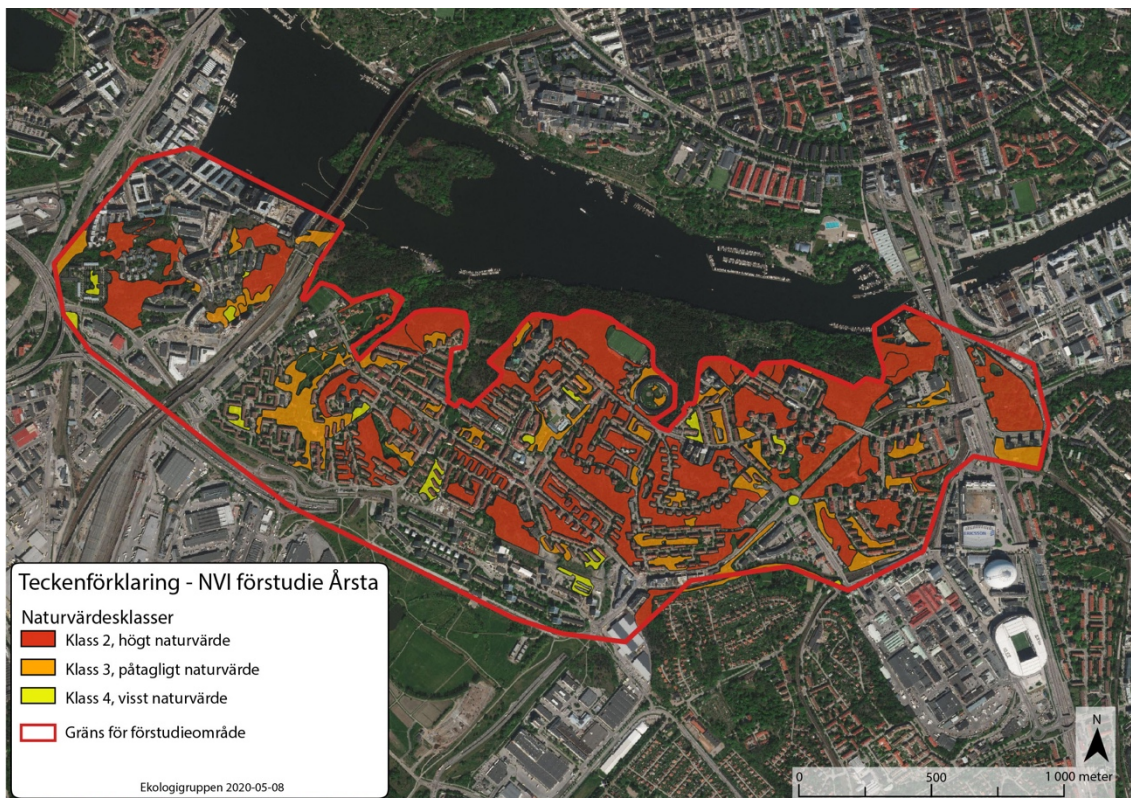 Teckenförklaring - NVI förstudie Årsta
Naturvärdesklasser
Klass 2, högt naturvärde
Klass 3, påtagligt naturvärde
Klass 4, visst naturvärde
Gräns för förstudieområde
Ekologigruppen 2020-05-08
N
0 500 1 000 meter